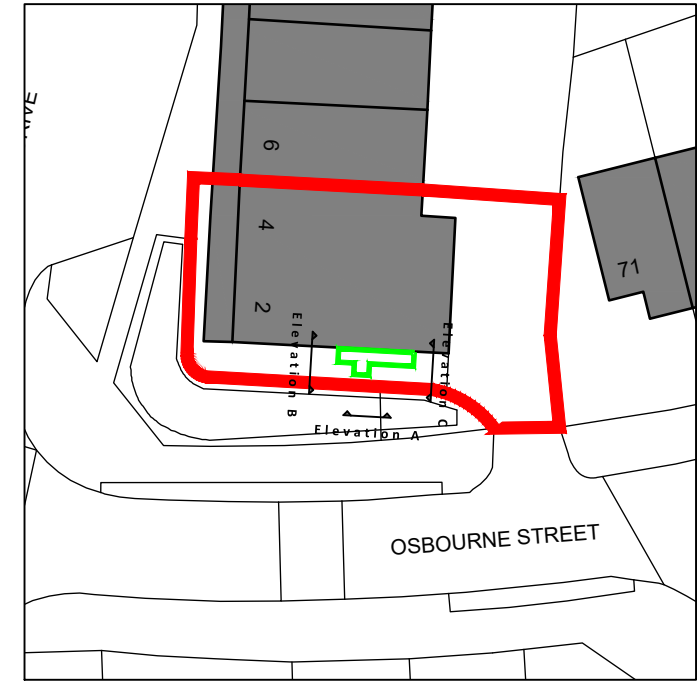 6
4
2
71
Elevation B
Elevation C
Elevation A
OSBOURNE STREET